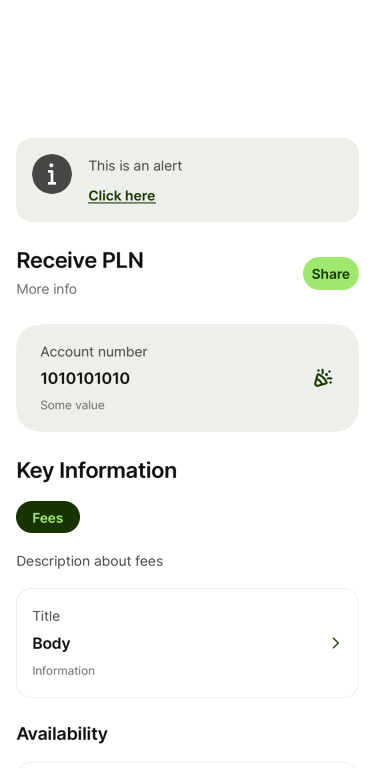 This is an alert
Click here
Receive PLN
Share
More info
Account number
1010101010
Some value
Key Information
Fees
Description about fees
Title
Body
Information
Availability